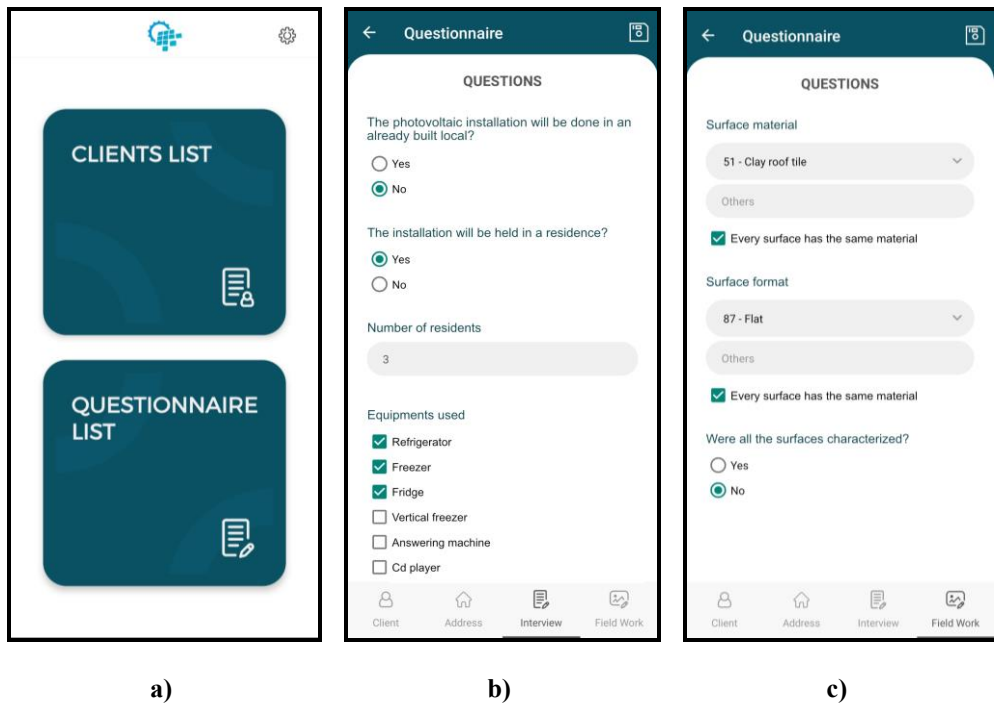 CLIENTS LIST
QUESTIONNAIRE
LIST
a)
Questionnaire
QUESTIONS
The photovoltaic installation will be done in an
already built local?
Yes
No
The installation will be held in a residence?
Yes
No
Number of residents
3
Equipments used
Refrigerator
Freezer
Fridge
Vertical freezer
Answering machine
Cd player
Client Address Interview Field Work
b)
Questionnaire
QUESTIONS
Surface material
51 - Clay roof tile
Others
Every surface has the same material
Surface format
87 - Flat
Others
Every surface has the same material
Were all the surfaces characterized?
Yes
No
Client Address Interview Field Work
c)